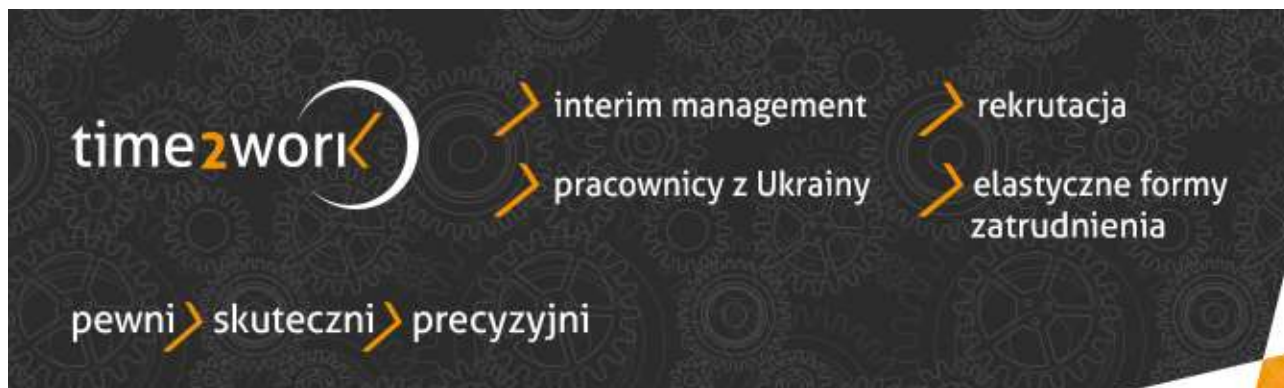 time2work
interim management
rekrutacja
pracownicy z Ukrainy
elastyczne formy
zatrudnienia
pewni skuteczni precyzyjni